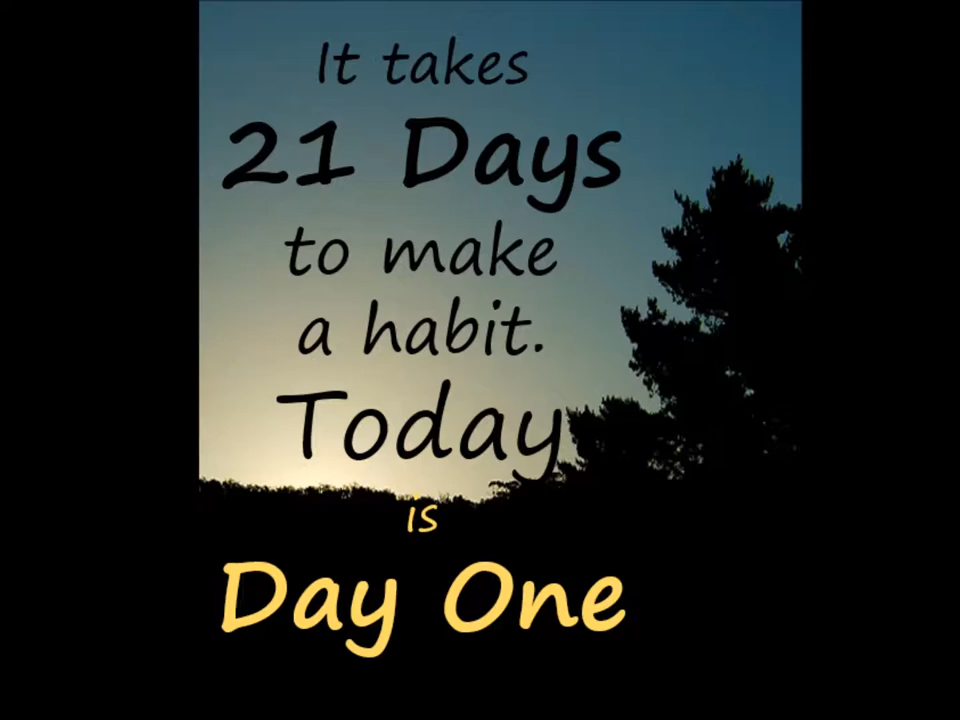 It takes
21 Days
to make
a habit.
Today
is
Day One